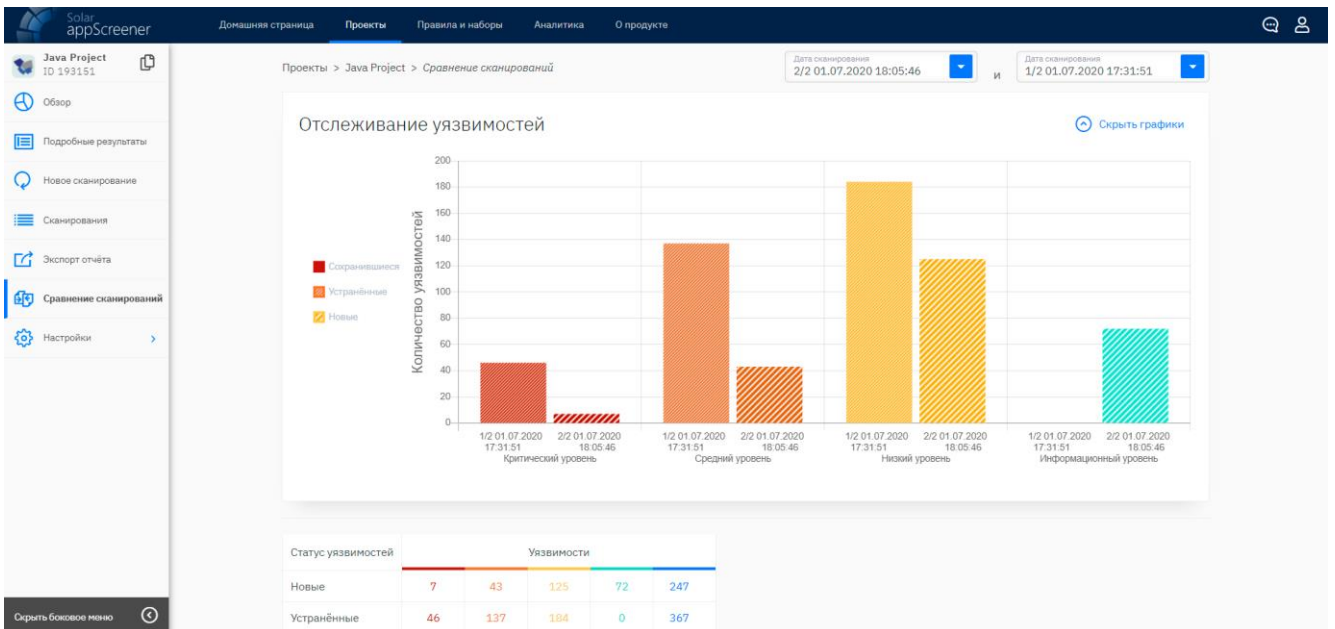 Solar
appScreener
Домашняя страница Проекты Правила и наборы Аналитика О продукте
Java Project
ID 193151
Обзор
Подробные результаты
Новое сканирование
Сканирования
Экспорт отчёта
Сравнение сканирований
Настройки
Скрыть боковое меню
Проекты > Java Project > Сравнение сканирований
Дата сканирования
2/2 01.07.2020 18:05:46
и
Дата сканирования
1/2 01.07.2020 17:31:51
Отслеживание уязвимостей
Скрыть графики
Сохранившиеся
Устранённые
Новые
Количество уязвимостей
200
180
160
140
120
100
80
60
40
20
0
1/2 01.07.2020 2/2 01.07.2020 1/2 01.07.2020 2/2 01.07.2020 1/2 01.07.2020 2/2 01.07.2020 1/2 01.07.2020 2/2 01.07.2020
17:31:51 18:05:46 17:31:51 18:05:46 17:31:51 18:05:46 17:31:51 18:05:46
Критический уровень Средний уровень Низкий уровень Информационный уровень
Статус уязвимостей Уязвимости
Новые 7 43 125 72 247
Устранённые 46 137 184 0 367